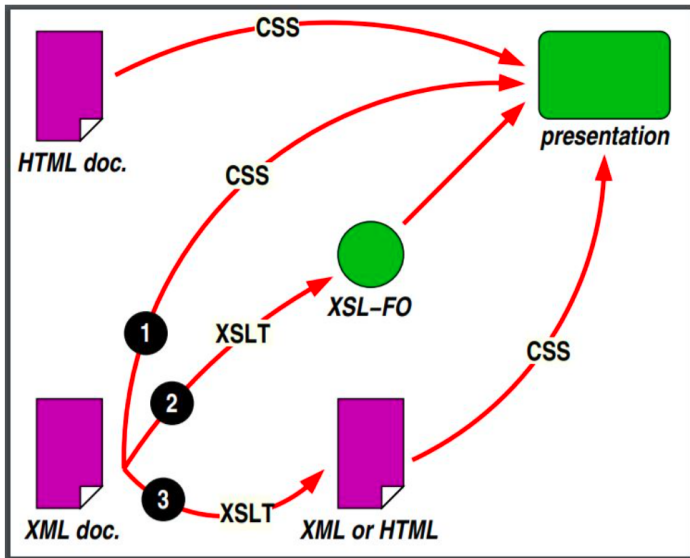 CSS
HTML doc.
presentation
CSS
XSL–FO
1
XSLT
CSS
2
3
XSLT
XML doc.
XML or HTML